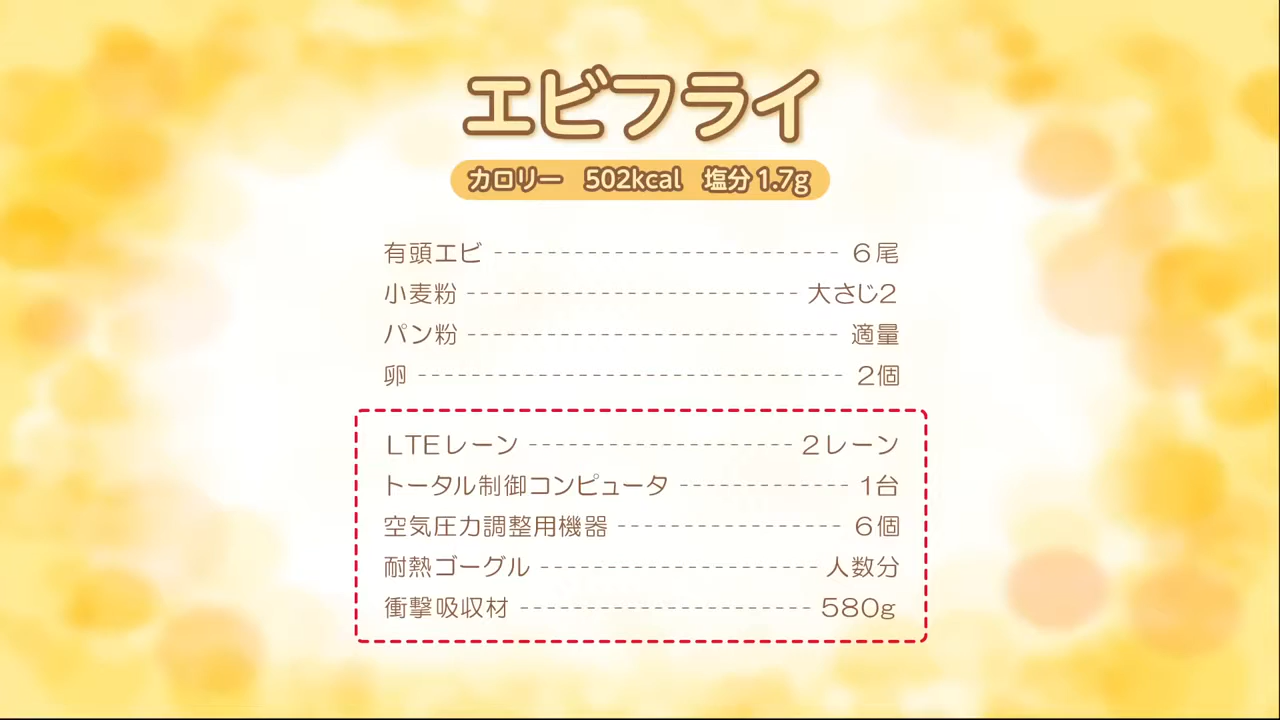 エビフライ
カロリー 502kcal 塩分 1.7g
有頭エビ ------------------------- 6尾
小麦粉 ------------------------- 大さじ2
パン粉 ---------------------------- 適量
卵 -------------------------------- 2個
LTEレーン -------------------- 2レーン
トータル制御コンピュータ ------------- 1台
空気圧力調整用機器 ----------------- 6個
耐熱ゴーグル --------------------- 人数分
衝撃吸収材 ---------------------- 580g